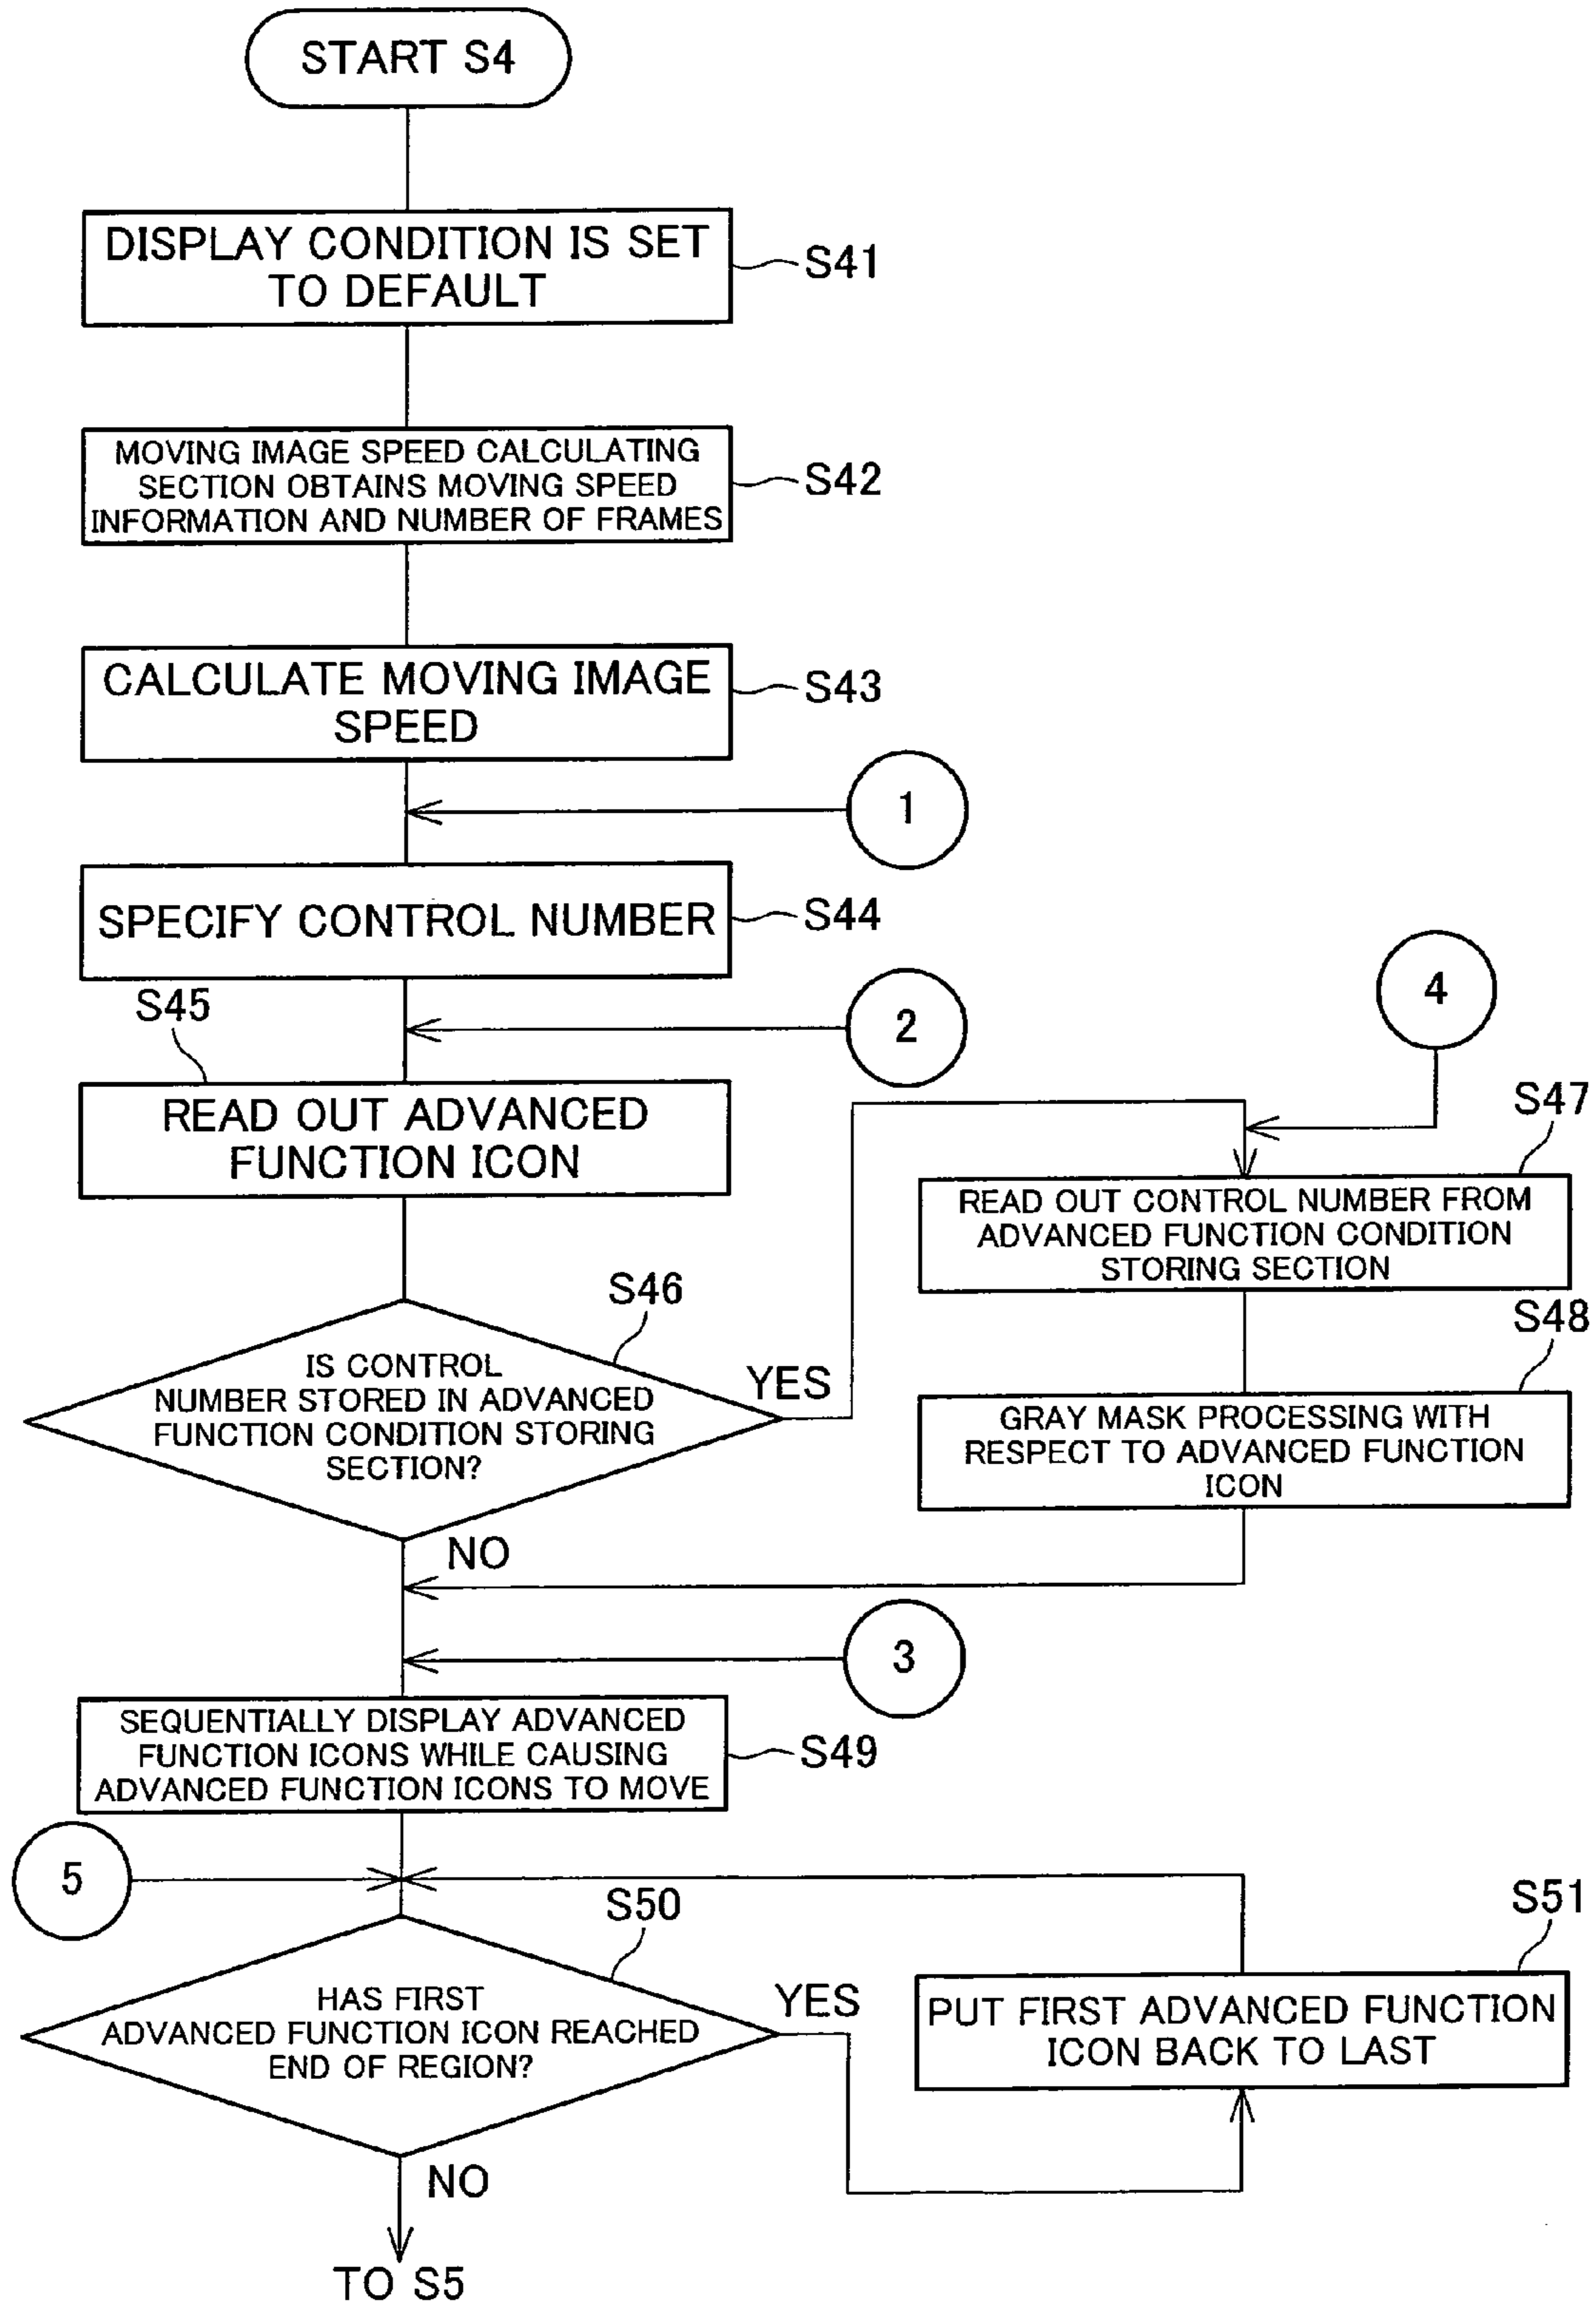 START S4
DISPLAY CONDITION IS SET
TO DEFAULT
S41
MOVING IMAGE SPEED CALCULATING
SECTION OBTAINS MOVING SPEED
INFORMATION AND NUMBER OF FRAMES
S42
CALCULATE MOVING IMAGE
SPEED
S43
1
SPECIFY CONTROL NUMBER
S44
4
S45
2
READ OUT ADVANCED
FUNCTION ICON
S47
READ OUT CONTROL NUMBER FROM
ADVANCED FUNCTION CONDITION
STORING SECTION
S46
IS CONTROL
NUMBER STORED IN ADVANCED
FUNCTION CONDITION STORING
SECTION?
YES
S48
GRAY MASK PROCESSING WITH
RESPECT TO ADVANCED FUNCTION
ICON
NO
3
SEQUENTIALLY DISPLAY ADVANCED
FUNCTION ICONS WHILE CAUSING
ADVANCED FUNCTION ICONS TO MOVE
S49
5
S50
HAS FIRST
ADVANCED FUNCTION ICON REACHED
END OF REGION?
YES
S51
PUT FIRST ADVANCED FUNCTION
ICON BACK TO LAST
NO
TO S5